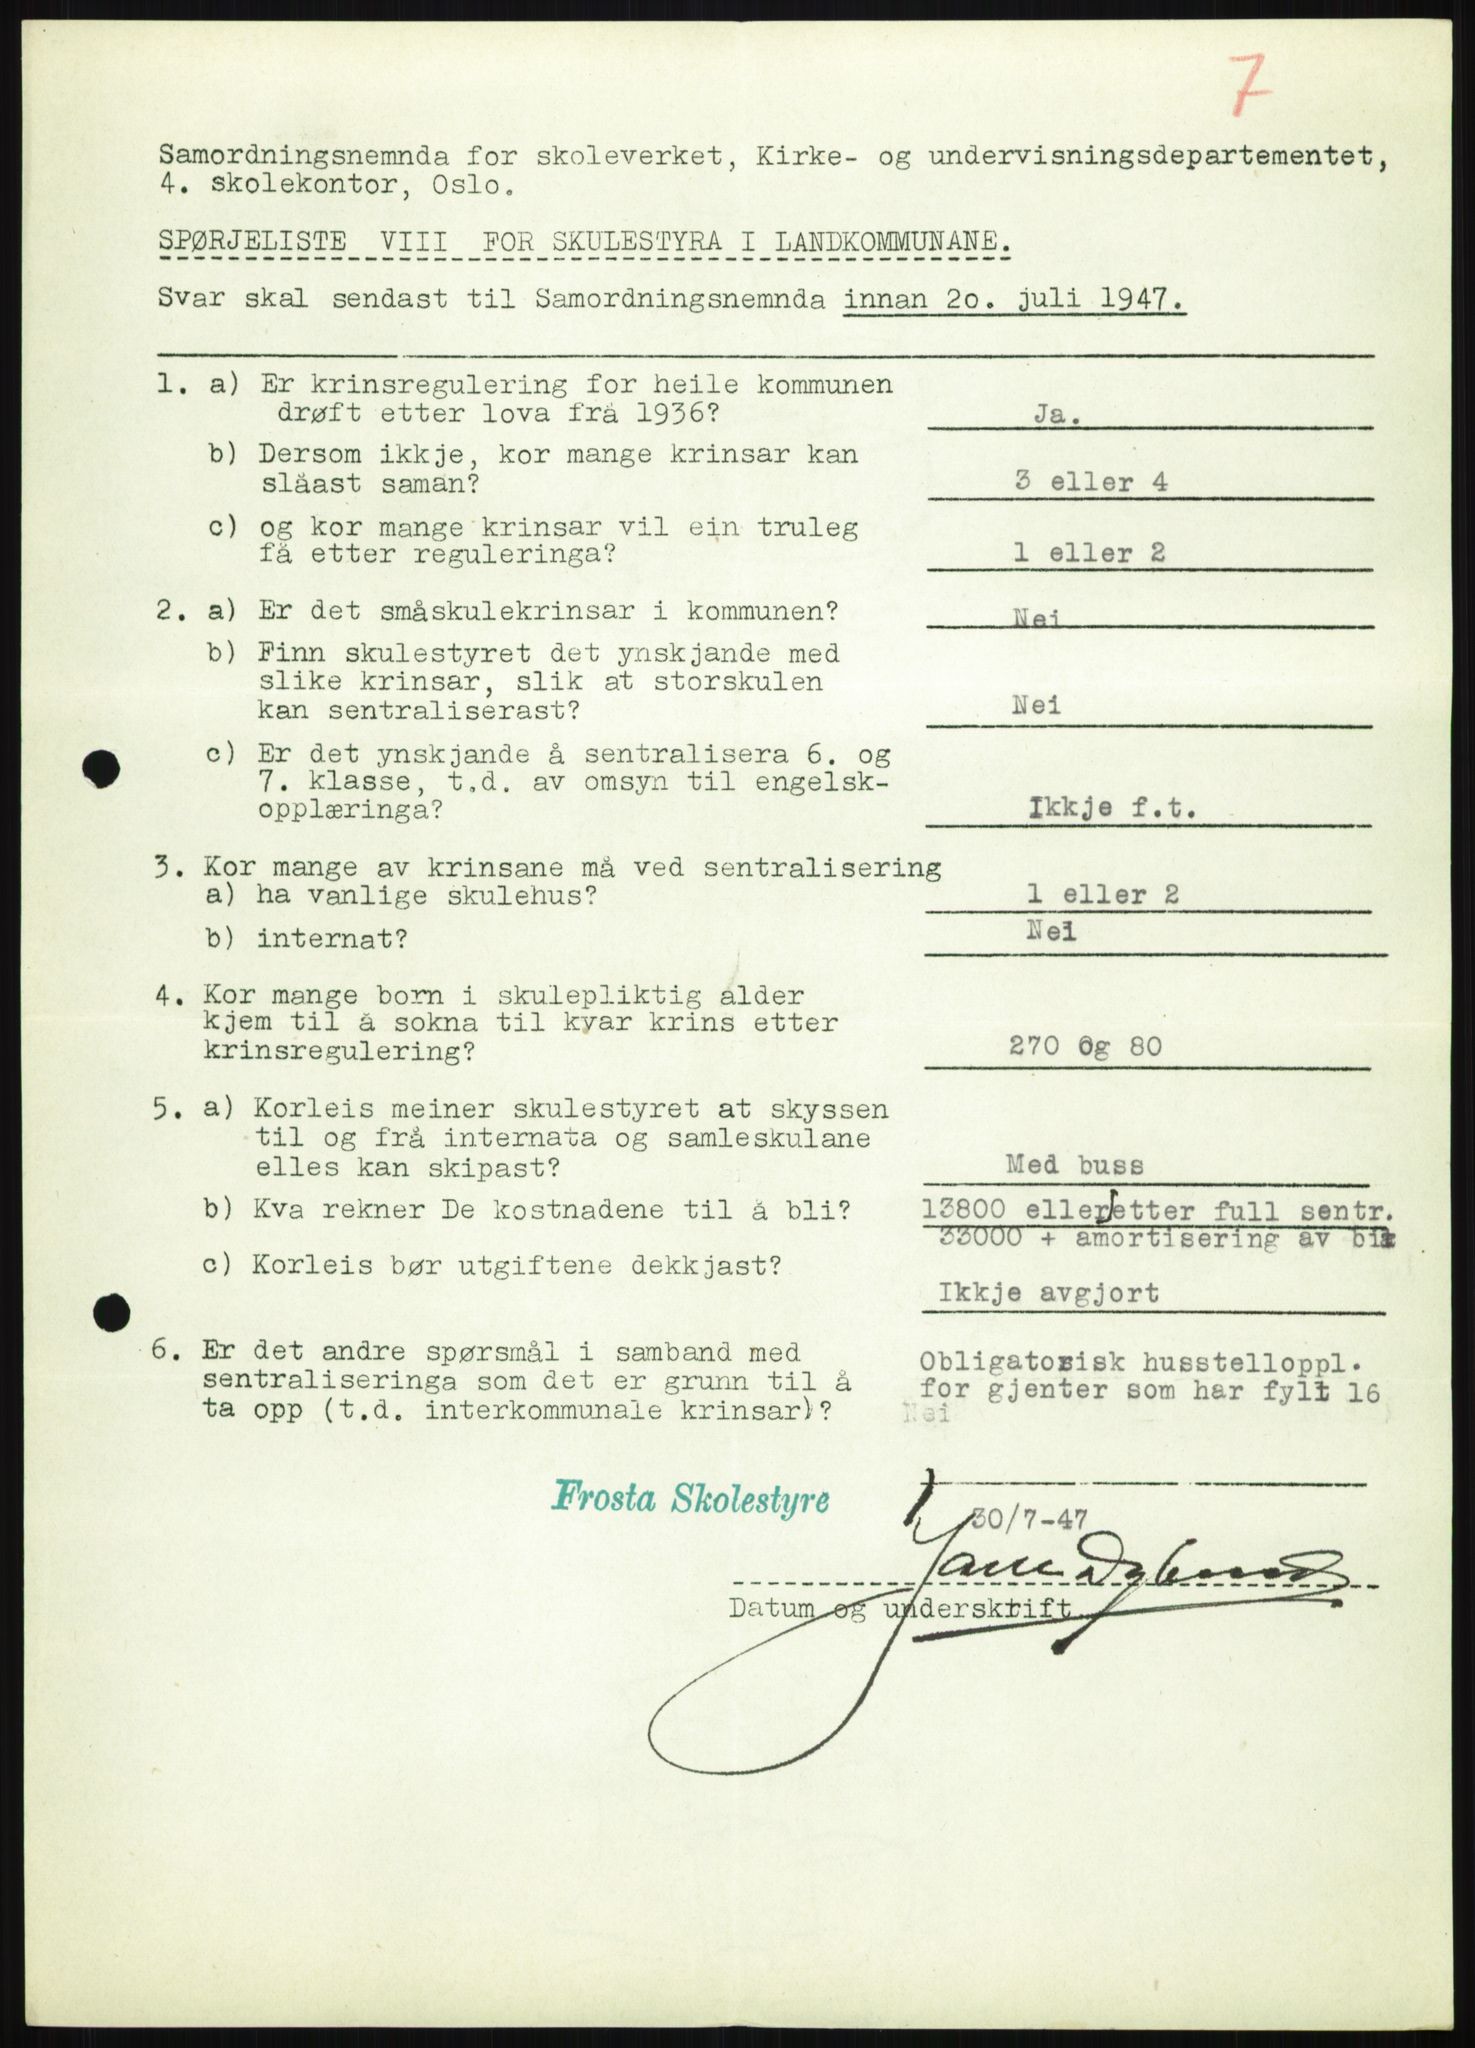 7
Samordningsnemnda for skoleverket, Kirke- og undervisningsdepartementet,
4. skolekontor, Oslo.
SPØRJELISTE VIII FOR SKULESTYRA I LANDKOMMUNANE.
Svar skal sendast til Samordningsnemnda innan 2o. juli 1947.
1. a) Er krinsregulering for heile kommunen
drøft etter lova frå 1936? Ja.
b) Dersom ikkje, kor mange krinsar kan
slåast saman? 3 eller 4
c) og kor mange krinsar vil ein truleg
få etter reguleringa? 1 eller 2
2. a) Er det småskulekrinsar i kommunen? Nei
b) Finn skulestyret det ynskjande med
slike krinsar, slik at storskulen
kan sentraliserast? Nei
c) Er det ynskjande å sentralisera 6. og
7. klasse, t.d. av omsyn til engelsk-
opplæringa? Ikkje f.t.
3. Kor mange av krinsane må ved sentralisering
a) ha vanlige skulehus? 1 eller 2
b) internat? Nei
4. Kor mange born i skulepliktig alder
kjem til å sokna til kvar krins etter
krinsregulering? 270 og 80
5. a) Korleis meiner skulestyret at skyssen
til og frå internata og samleskulane
elles kan skipast? Med buss
b) Kva rekner De kostnadene til å bli? 13800 eller etter full sentr.
33000 + amortisering av bil
c) Korleis bør utgiftene dekkjast?
Ikkje avgjort
6. Er det andre spørsmål i samband med
sentraliseringa som det er grunn til å
ta opp (t.d. interkommunale krinsar)?
Obligatorisk husstelloppl.
for gjenter som har fylt 16
Nei
Frosta Skolestyre
30/7-47
Datum og underskrift